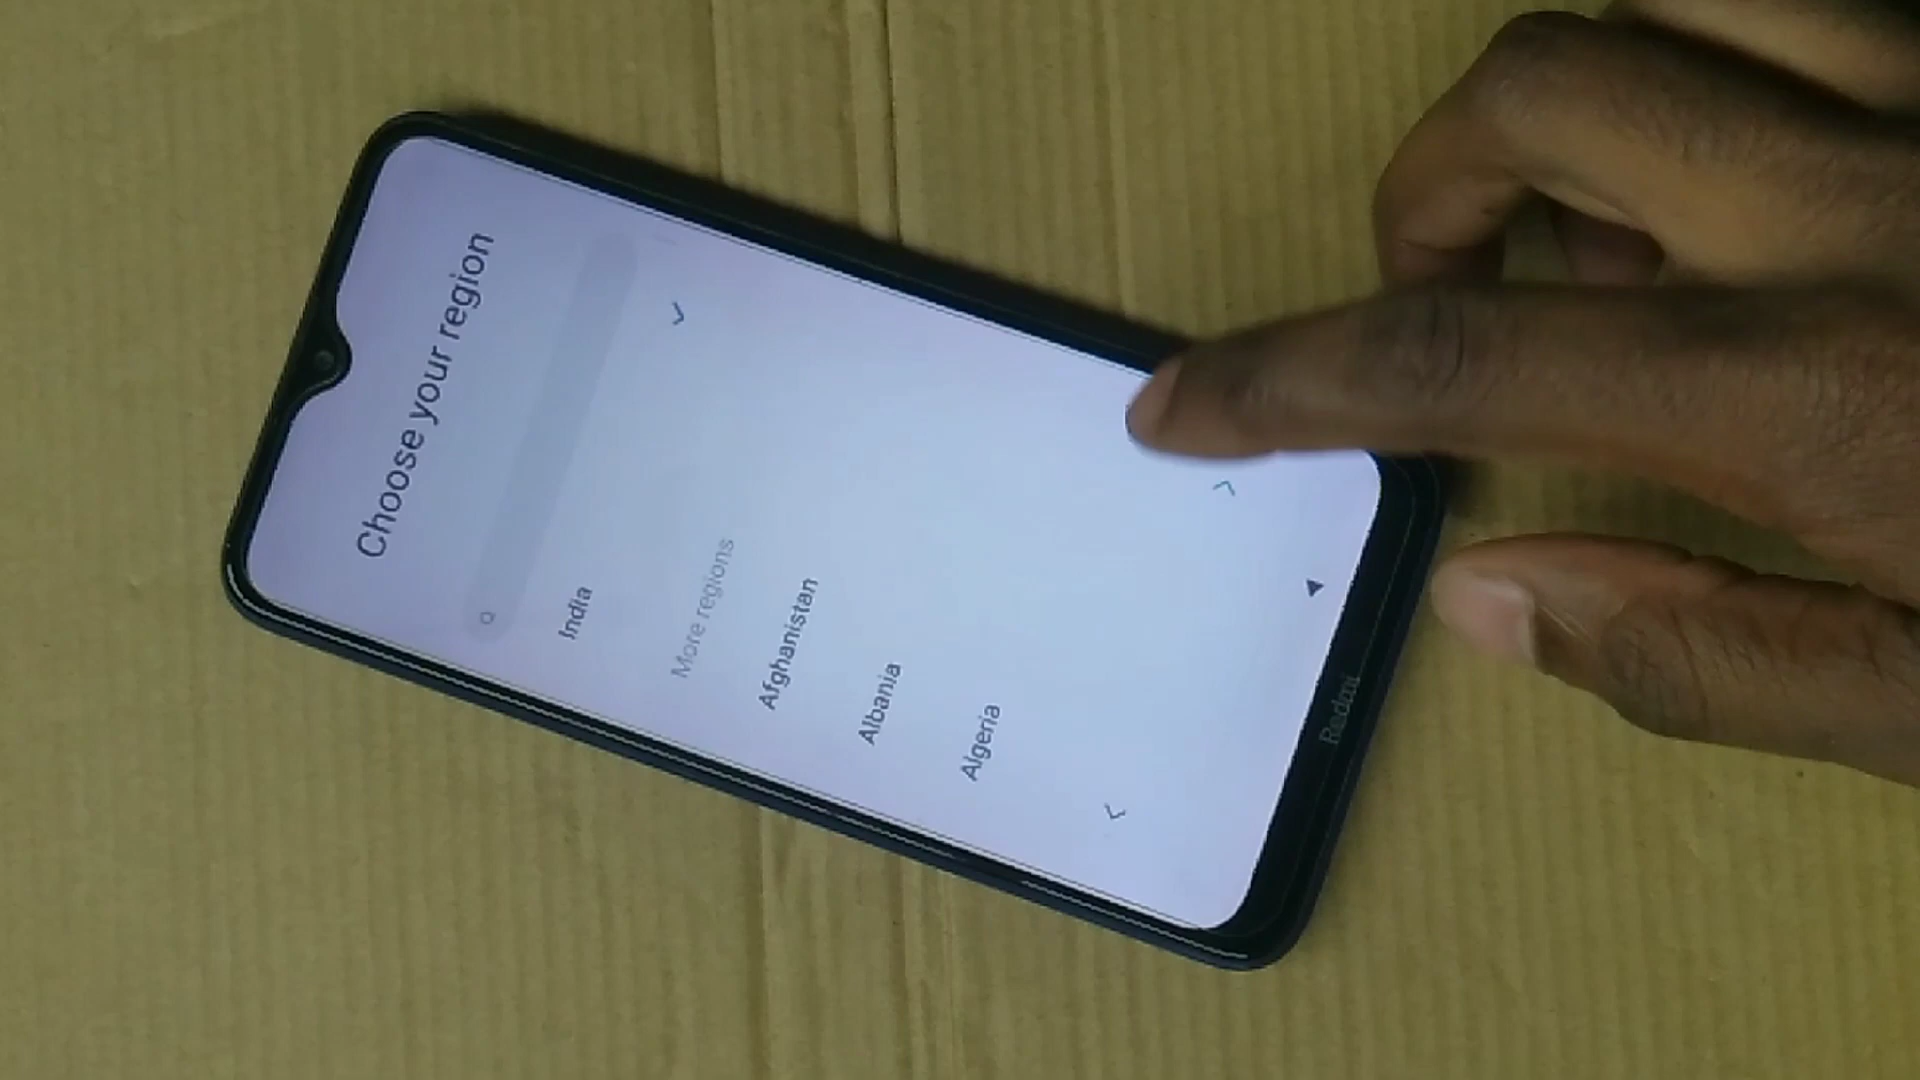 Choose your region
India
More regions
Afghanistan
Albania
Algeria
Redmi